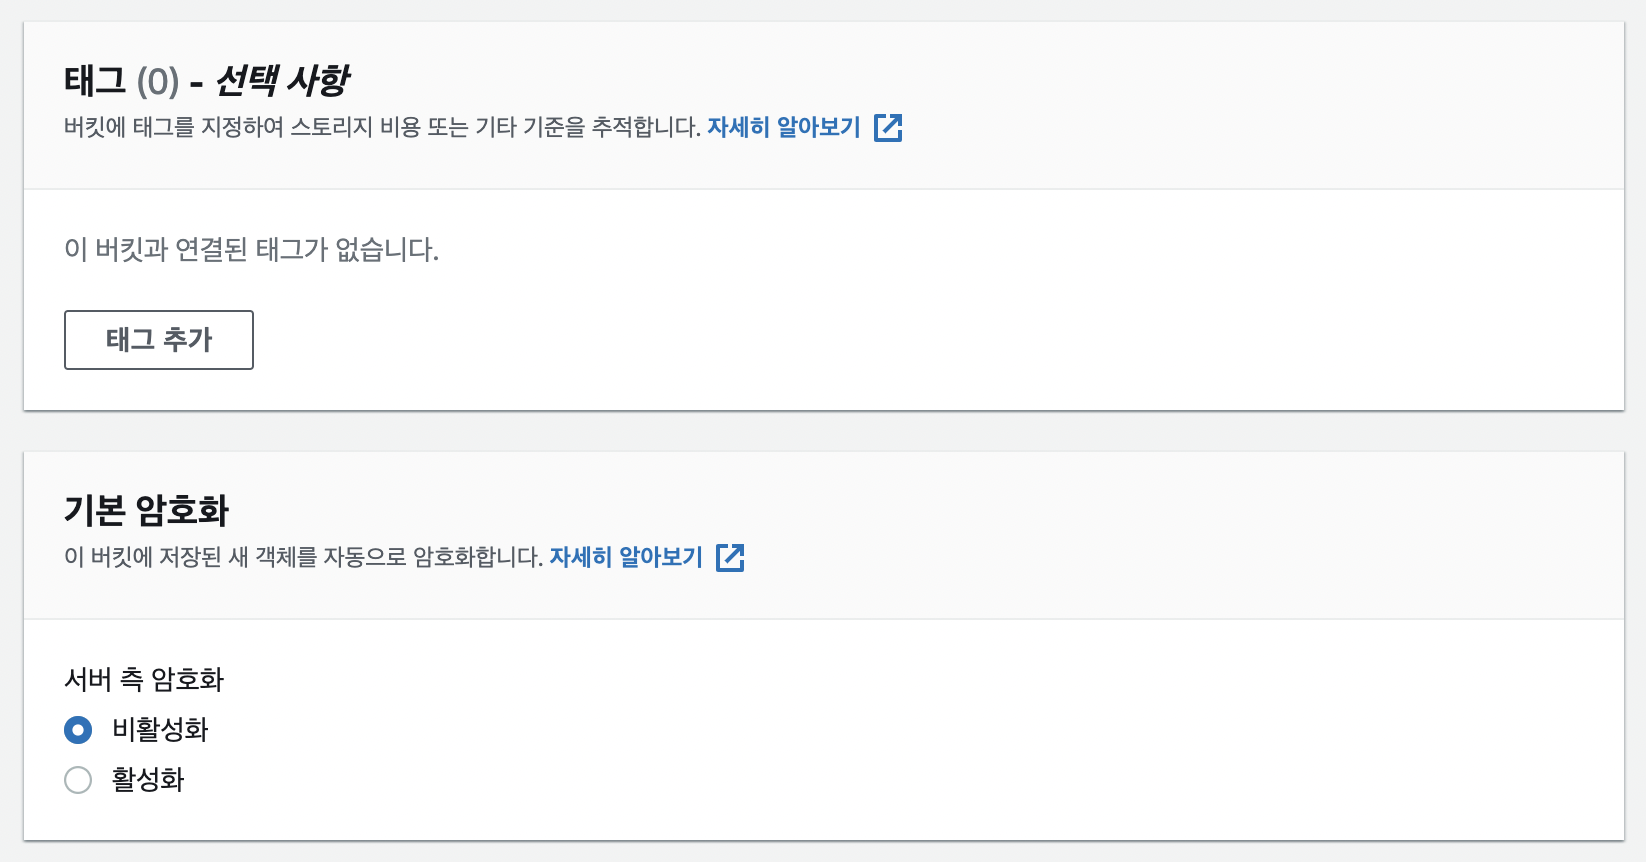 태그 (0) - 선택 사항
버킷에 태그를 지정하여 스토리지 비용 또는 기타 기준을 추적합니다. 자세히 알아보기
이 버킷과 연결된 태그가 없습니다.
태그 추가
기본 암호화
이 버킷에 저장된 새 객체를 자동으로 암호화합니다. 자세히 알아보기
서버 측 암호화
비활성화
활성화